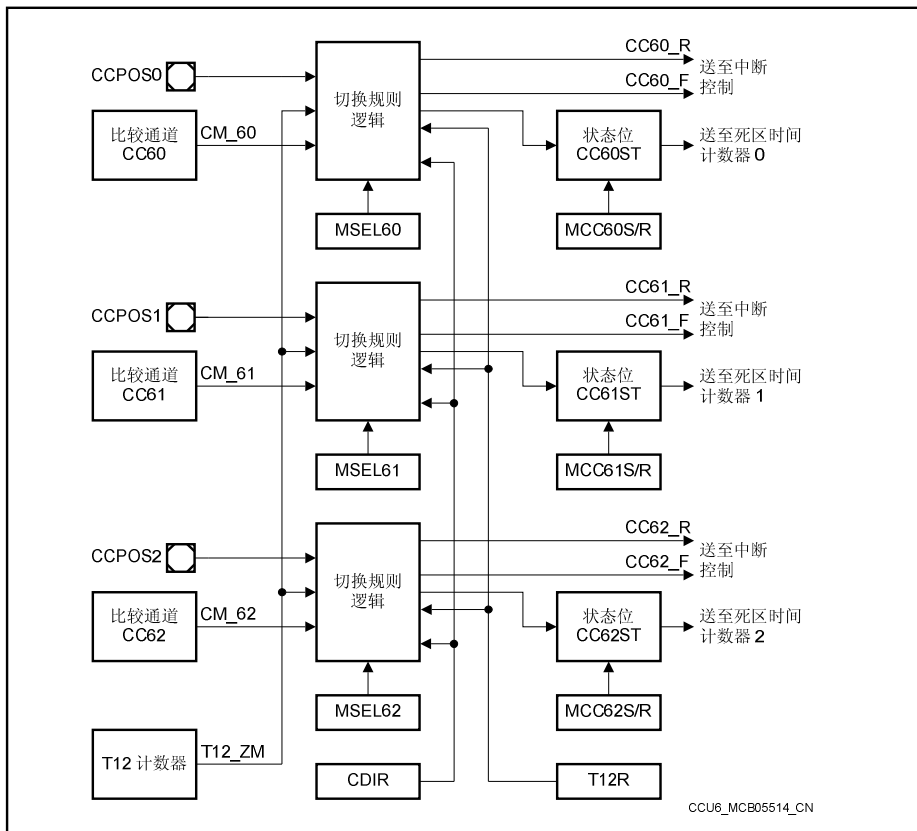 CCPOS0
比较通道
CC60
CM_60
切换规则
逻辑
MSEL60
CC60_R
CC60_F
送至中断
控制
状态位
CC60ST
送至死区时间
计数器 0
MCC60S/R
CCPOS1
比较通道
CC61
CM_61
切换规则
逻辑
MSEL61
CC61_R
CC61_F
送至中断
控制
状态位
CC61ST
送至死区时间
计数器 1
MCC61S/R
CCPOS2
比较通道
CC62
CM_62
切换规则
逻辑
MSEL62
CC62_R
CC62_F
送至中断
控制
状态位
CC62ST
送至死区时间
计数器 2
MCC62S/R
T12 计数器
T12_ZM
CDIR
T12R
CCU6_MCB05514_CN